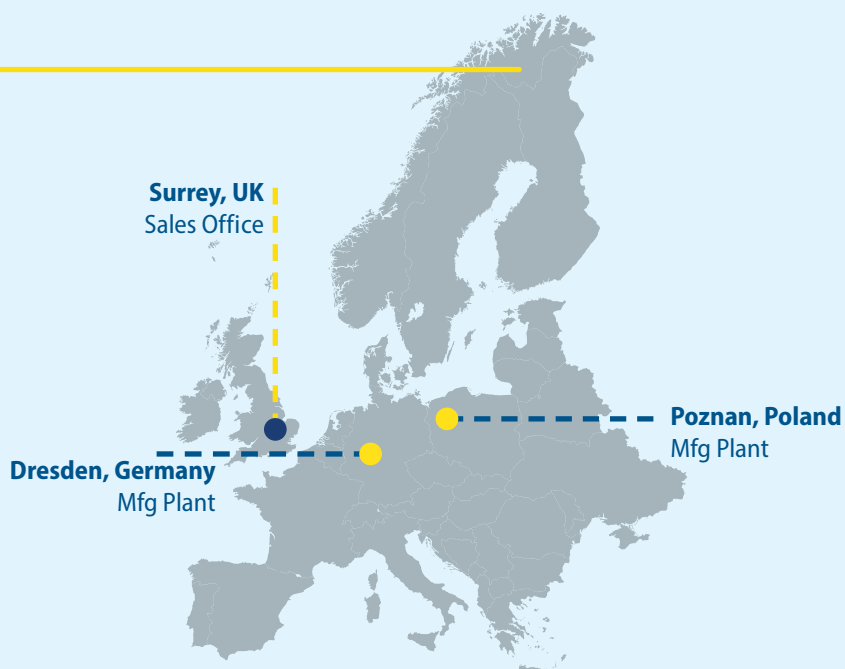 Surrey, UK
Sales Office
Poznan, Poland
Mfg Plant
Dresden, Germany
Mfg Plant